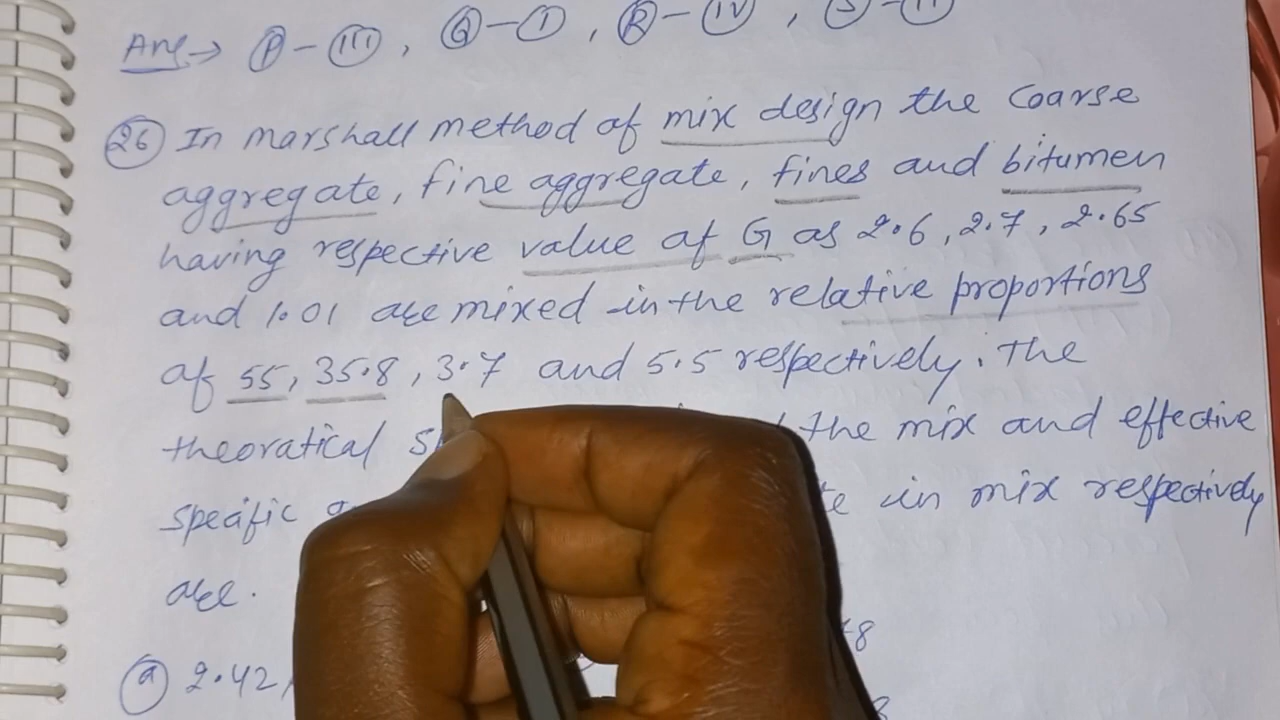 Ans → Ⓟ - III, Ⓠ - I, Ⓡ - IV, Ⓢ - II
26 In marshall method of mix design the coarse
aggregate, fine aggregate, fines and bitumen
having respective value of G as 2.6, 2.7, 2.65
and 1.01 are mixed in the relative proportions
of 55, 35.8, 3.7 and 5.5 respectively. The
theoratical the mix and effective
speific in mix respectively
are.
ⓐ 2.42,